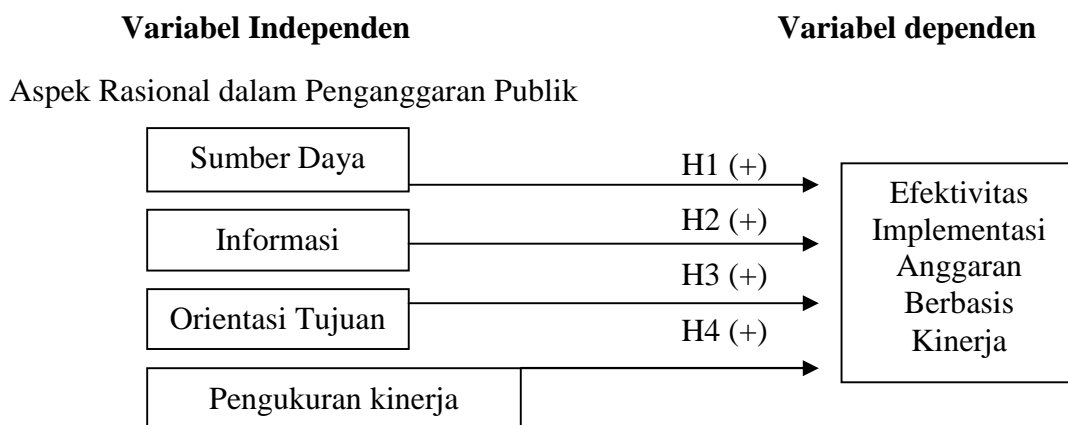 Variabel Independen
Variabel dependen
Aspek Rasional dalam Penganggaran Publik
Sumber Daya
Informasi
Orientasi Tujuan
Pengukuran kinerja
H1 (+)
H2 (+)
H3 (+)
H4 (+)
Efektivitas
Implementasi
Anggaran
Berbasis
Kinerja